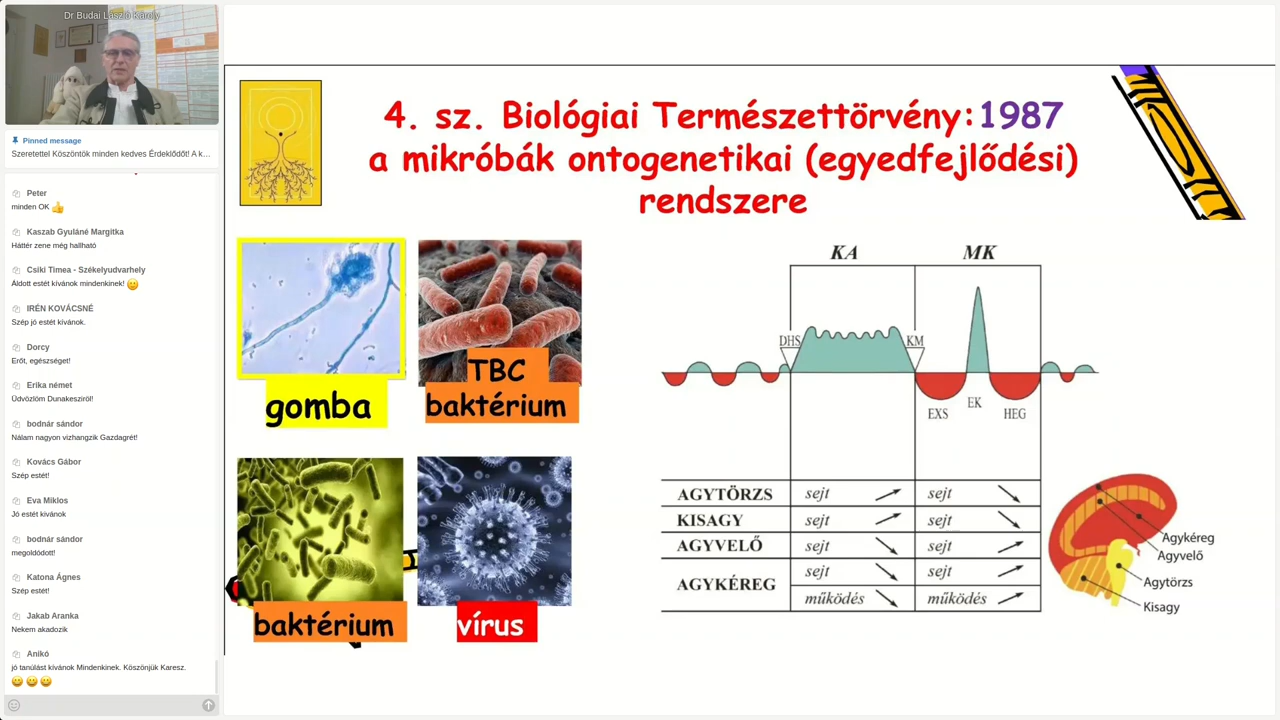 Dr Budai László Károly
Pinned message
Szeretettel Köszöntök minden kedves Érdeklődőt! A k...
Peter
minden OK 👍
Kaszab Gyuláné Margitka
Háttér zene még hallható
Csiki Timea - Székelyudvarhely
Áldott estét kívánok mindenkinek! 🙂
IRÉN KOVÁCSNÉ
Szép jó estét kívánok.
Dorcy
Erőt, egészséget!
Erika német
Üdvözlöm Dunakesziröl!
bodnár sándor
Nálam nagyon vizhangzik Gazdagrét!
Kovács Gábor
Szép estét!
Eva Miklos
Jó estét kivánok
bodnár sándor
megoldódott!
Katona Ágnes
Szép estét!
Jakab Aranka
Nekem akadozik
Anikó
jó tanúlást kívánok Mindenkinek. Köszönjük Karesz.
😀 😀 😀
4. sz. Biológiai Természettörvény:1987
a mikróbák ontogenetikai (egyedfejlődési)
rendszere
gomba
TBC
baktérium
baktérium
vírus
KA MK
DHS KM
EXS EK HEG
AGYTÖRZS sejt sejt
KISAGY sejt sejt
AGYVELŐ sejt sejt
AGYKÉREG sejt sejt
működés működés
Agykéreg
Agyvelő
Agytörzs
Kisagy